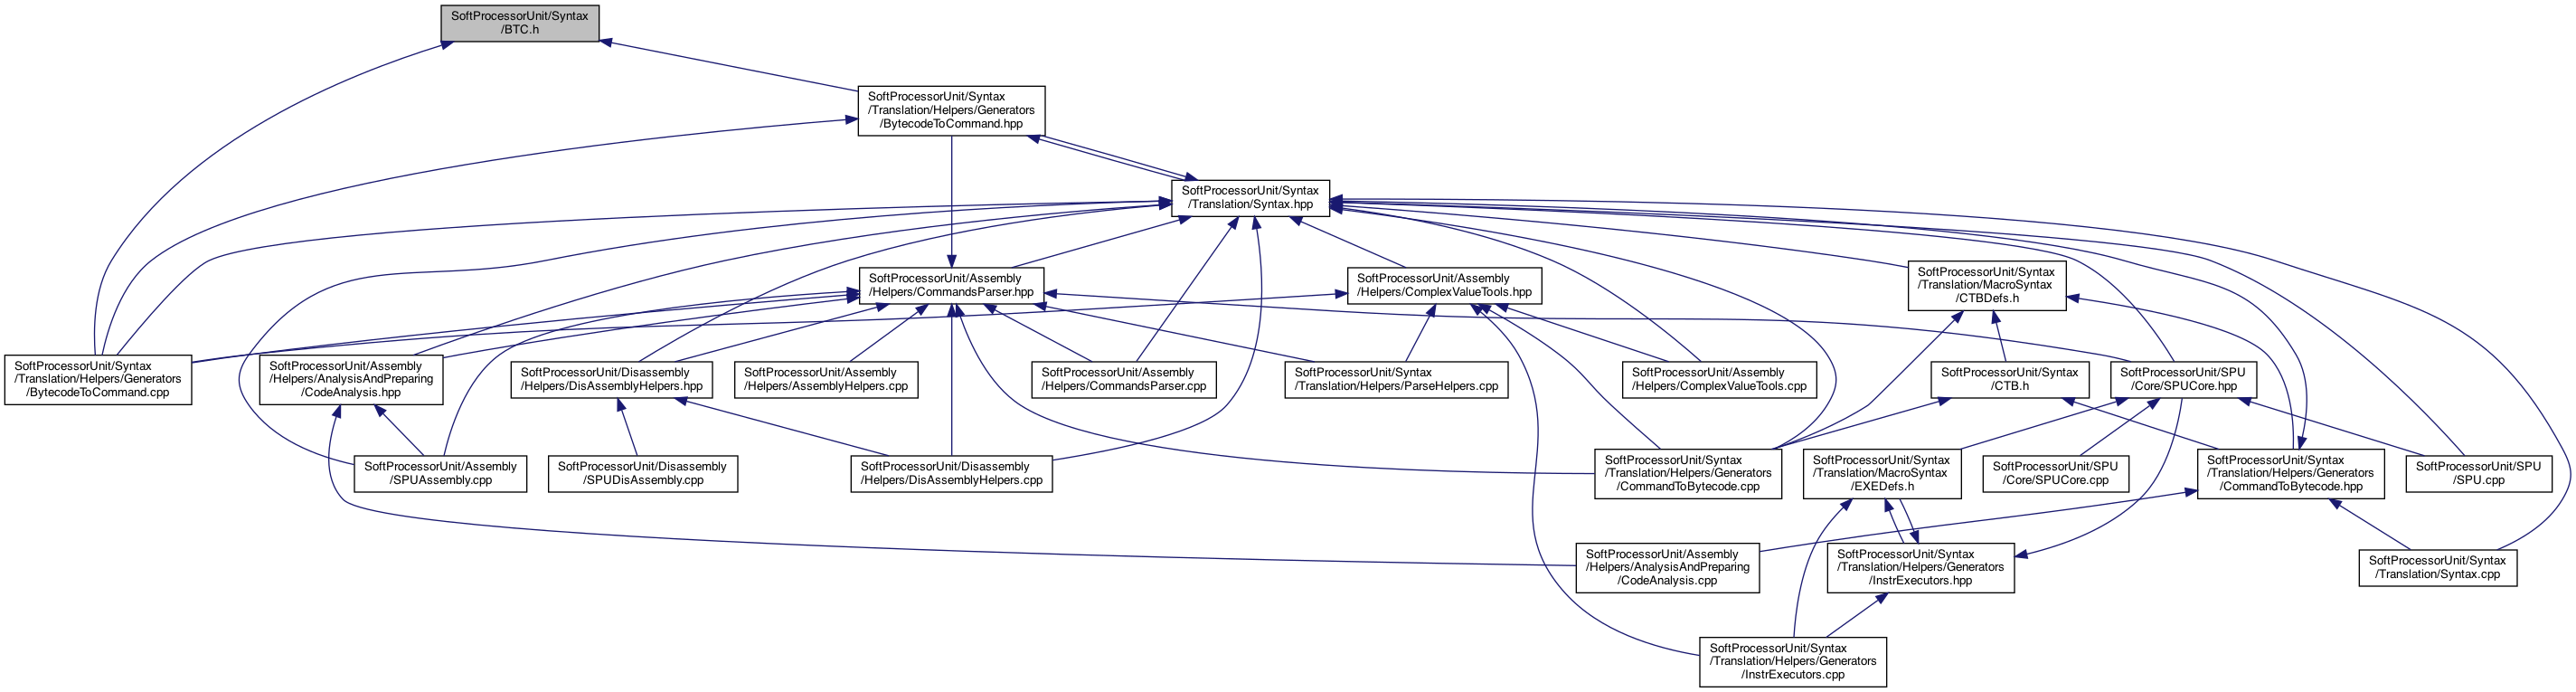 SoftProcessorUnit/Syntax
/BTC.h
SoftProcessorUnit/Syntax
/Translation/Helpers/Generators
/BytecodeToCommand.hpp
SoftProcessorUnit/Syntax
/Translation/Syntax.hpp
SoftProcessorUnit/Assembly
/Helpers/CommandsParser.hpp
SoftProcessorUnit/Assembly
/Helpers/ComplexValueTools.hpp
SoftProcessorUnit/Syntax
/Translation/MacroSyntax
/CTBDefs.h
SoftProcessorUnit/Syntax
/Translation/Helpers/Generators
/BytecodeToCommand.cpp
SoftProcessorUnit/Assembly
/Helpers/AnalysisAndPreparing
/CodeAnalysis.hpp
SoftProcessorUnit/Disassembly
/Helpers/DisAssemblyHelpers.hpp
SoftProcessorUnit/Assembly
/Helpers/AssemblyHelpers.cpp
SoftProcessorUnit/Assembly
/Helpers/CommandsParser.cpp
SoftProcessorUnit/Syntax
/Translation/Helpers/ParseHelpers.cpp
SoftProcessorUnit/Assembly
/Helpers/ComplexValueTools.cpp
SoftProcessorUnit/Syntax
/CTB.h
SoftProcessorUnit/SPU
/Core/SPUCore.hpp
SoftProcessorUnit/Assembly
/SPUAssembly.cpp
SoftProcessorUnit/Disassembly
/SPUDisAssembly.cpp
SoftProcessorUnit/Disassembly
/Helpers/DisAssemblyHelpers.cpp
SoftProcessorUnit/Syntax
/Translation/Helpers/Generators
/CommandToBytecode.cpp
SoftProcessorUnit/Syntax
/Translation/MacroSyntax
/EXEDefs.h
SoftProcessorUnit/SPU
/Core/SPUCore.cpp
SoftProcessorUnit/Syntax
/Translation/Helpers/Generators
/CommandToBytecode.hpp
SoftProcessorUnit/SPU
/SPU.cpp
SoftProcessorUnit/Assembly
/Helpers/AnalysisAndPreparing
/CodeAnalysis.cpp
SoftProcessorUnit/Syntax
/Translation/Helpers/Generators
/InstrExecutors.hpp
SoftProcessorUnit/Syntax
/Translation/Syntax.cpp
SoftProcessorUnit/Syntax
/Translation/Helpers/Generators
/InstrExecutors.cpp